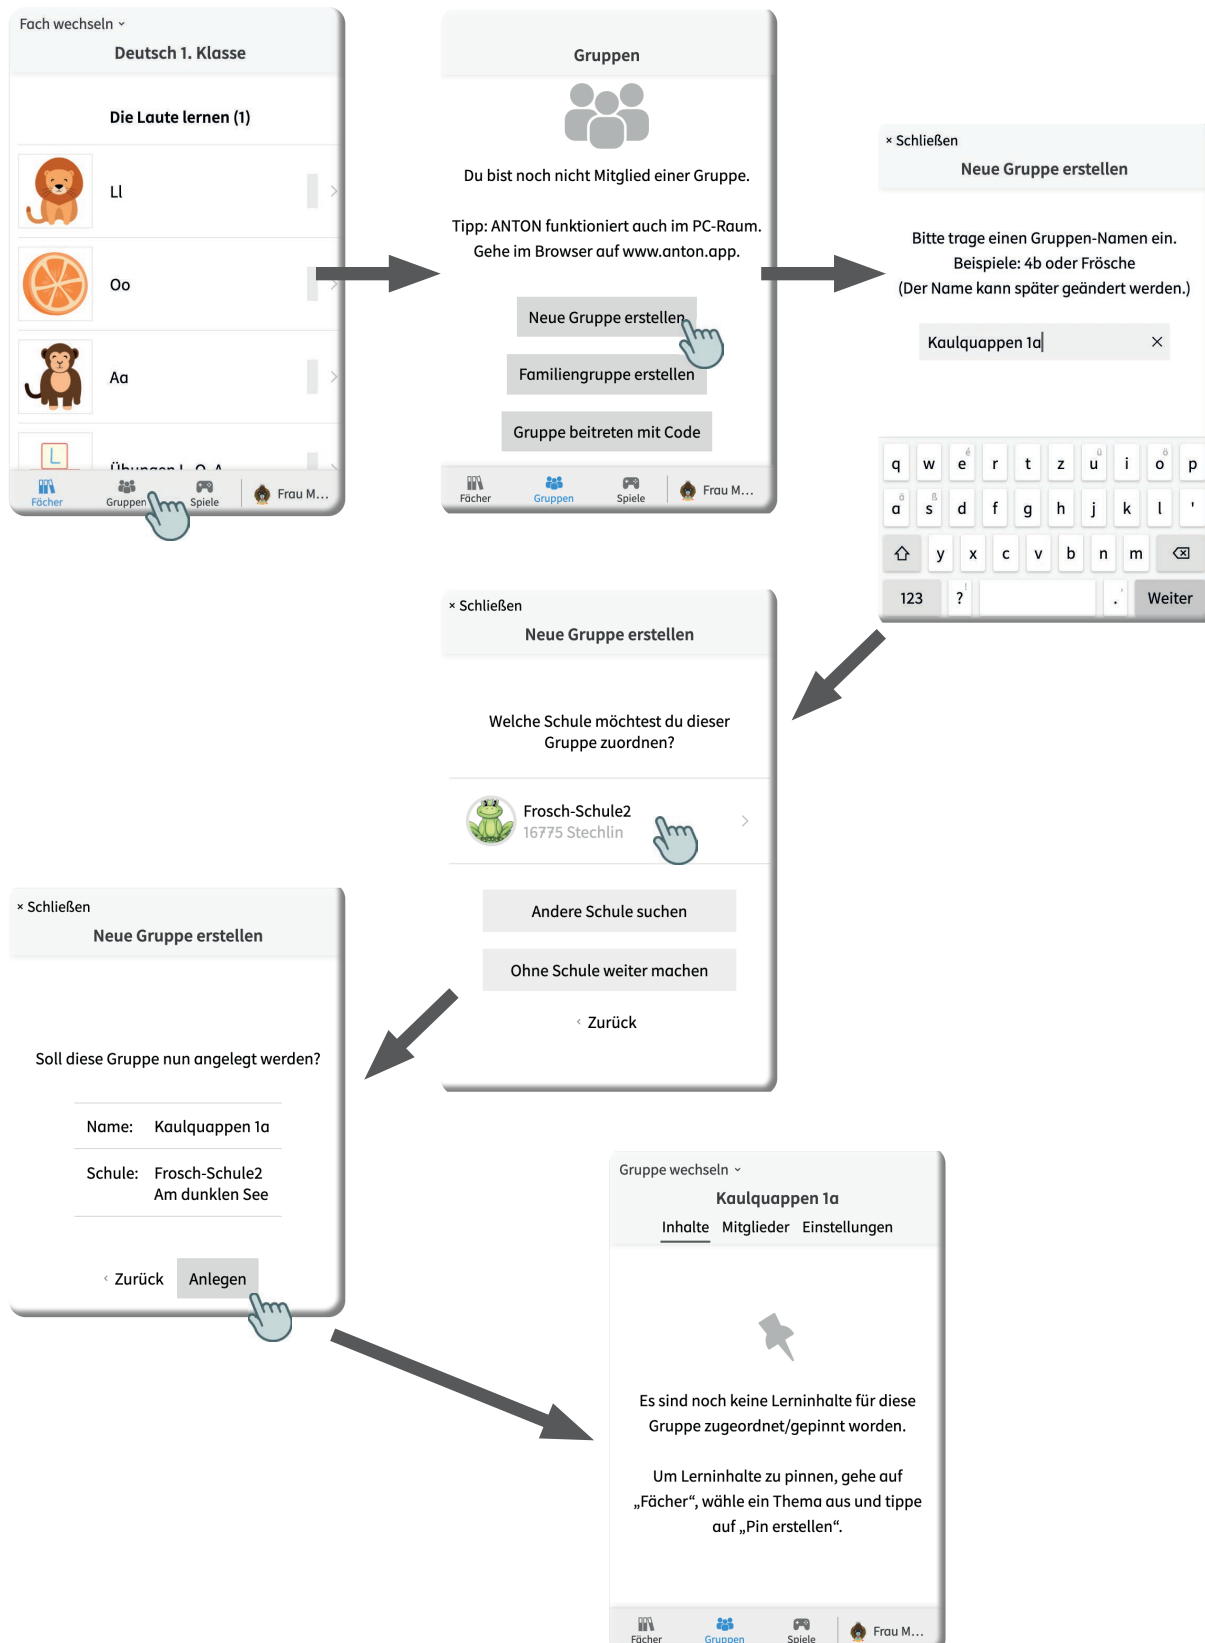 Fach wechseln
Deutsch 1. Klasse
Die Laute lernen (1)
Ll
Oo
Aa
L
Übungen L, O, A
Fächer
Gruppen
Spiele
Frau M...
Gruppen
Du bist noch nicht Mitglied einer Gruppe.
Tipp: ANTON funktioniert auch im PC-Raum.
Gehe im Browser auf www.anton.app.
Neue Gruppe erstellen
Familiengruppe erstellen
Gruppe beitreten mit Code
Fächer
Gruppen
Spiele
Frau M...
× Schließen
Neue Gruppe erstellen
Bitte trage einen Gruppen-Namen ein.
Beispiele: 4b oder Frösche
(Der Name kann später geändert werden.)
Kaulquappen 1a ×
q w e é r t z u ü i o ö p
a ä s ß d f g h j k l '
y x c v b n m
123 ? ! . , Weiter
× Schließen
Neue Gruppe erstellen
Welche Schule möchtest du dieser
Gruppe zuordnen?
Frosch-Schule2
16775 Stechlin
Andere Schule suchen
Ohne Schule weiter machen
‹ Zurück
× Schließen
Neue Gruppe erstellen
Soll diese Gruppe nun angelegt werden?
Name: Kaulquappen 1a
Schule: Frosch-Schule2
Am dunklen See
‹ Zurück Anlegen
Gruppe wechseln
Kaulquappen 1a
Inhalte Mitglieder Einstellungen
Es sind noch keine Lerninhalte für diese
Gruppe zugeordnet/gepinnt worden.
Um Lerninhalte zu pinnen, gehe auf
„Fächer“, wähle ein Thema aus und tippe
auf „Pin erstellen“.
Fächer
Gruppen
Spiele
Frau M...